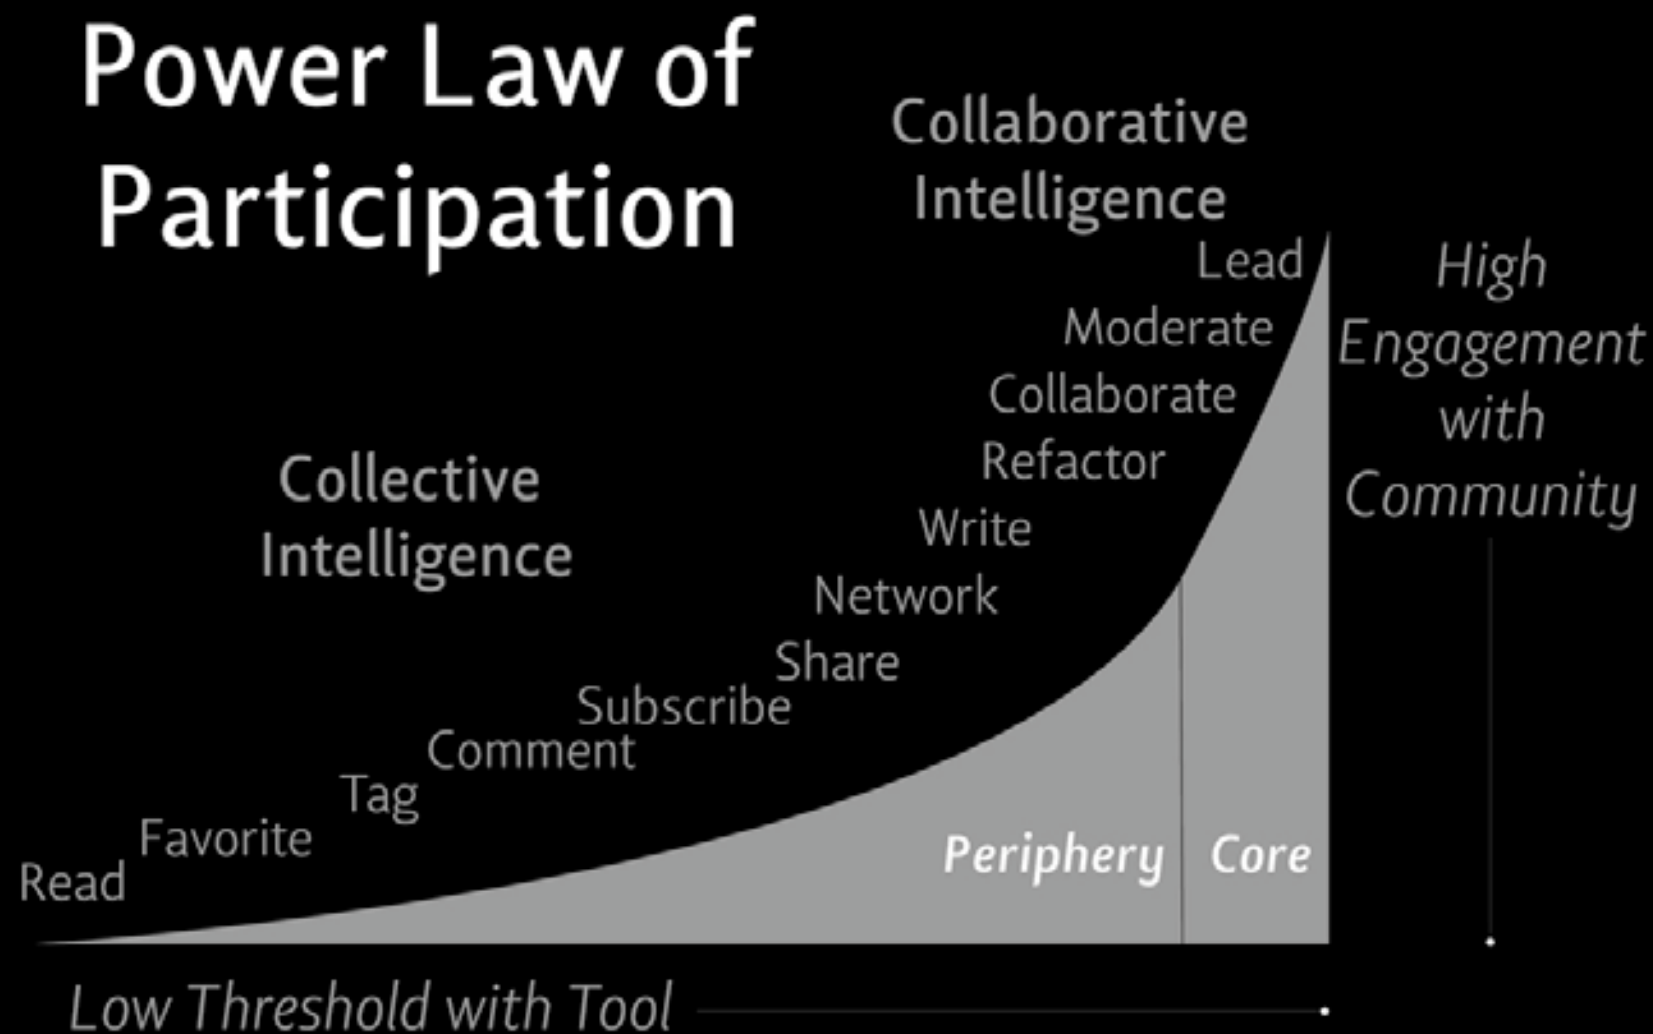 Power Law of
Participation
Collaborative
Intelligence
Lead
Moderate
Collaborate
Refactor
Write
Network
Share
Subscribe
Comment
Tag
Favorite
Read
Collective
Intelligence
High
Engagement
with
Community
Periphery
Core
Low Threshold with Tool